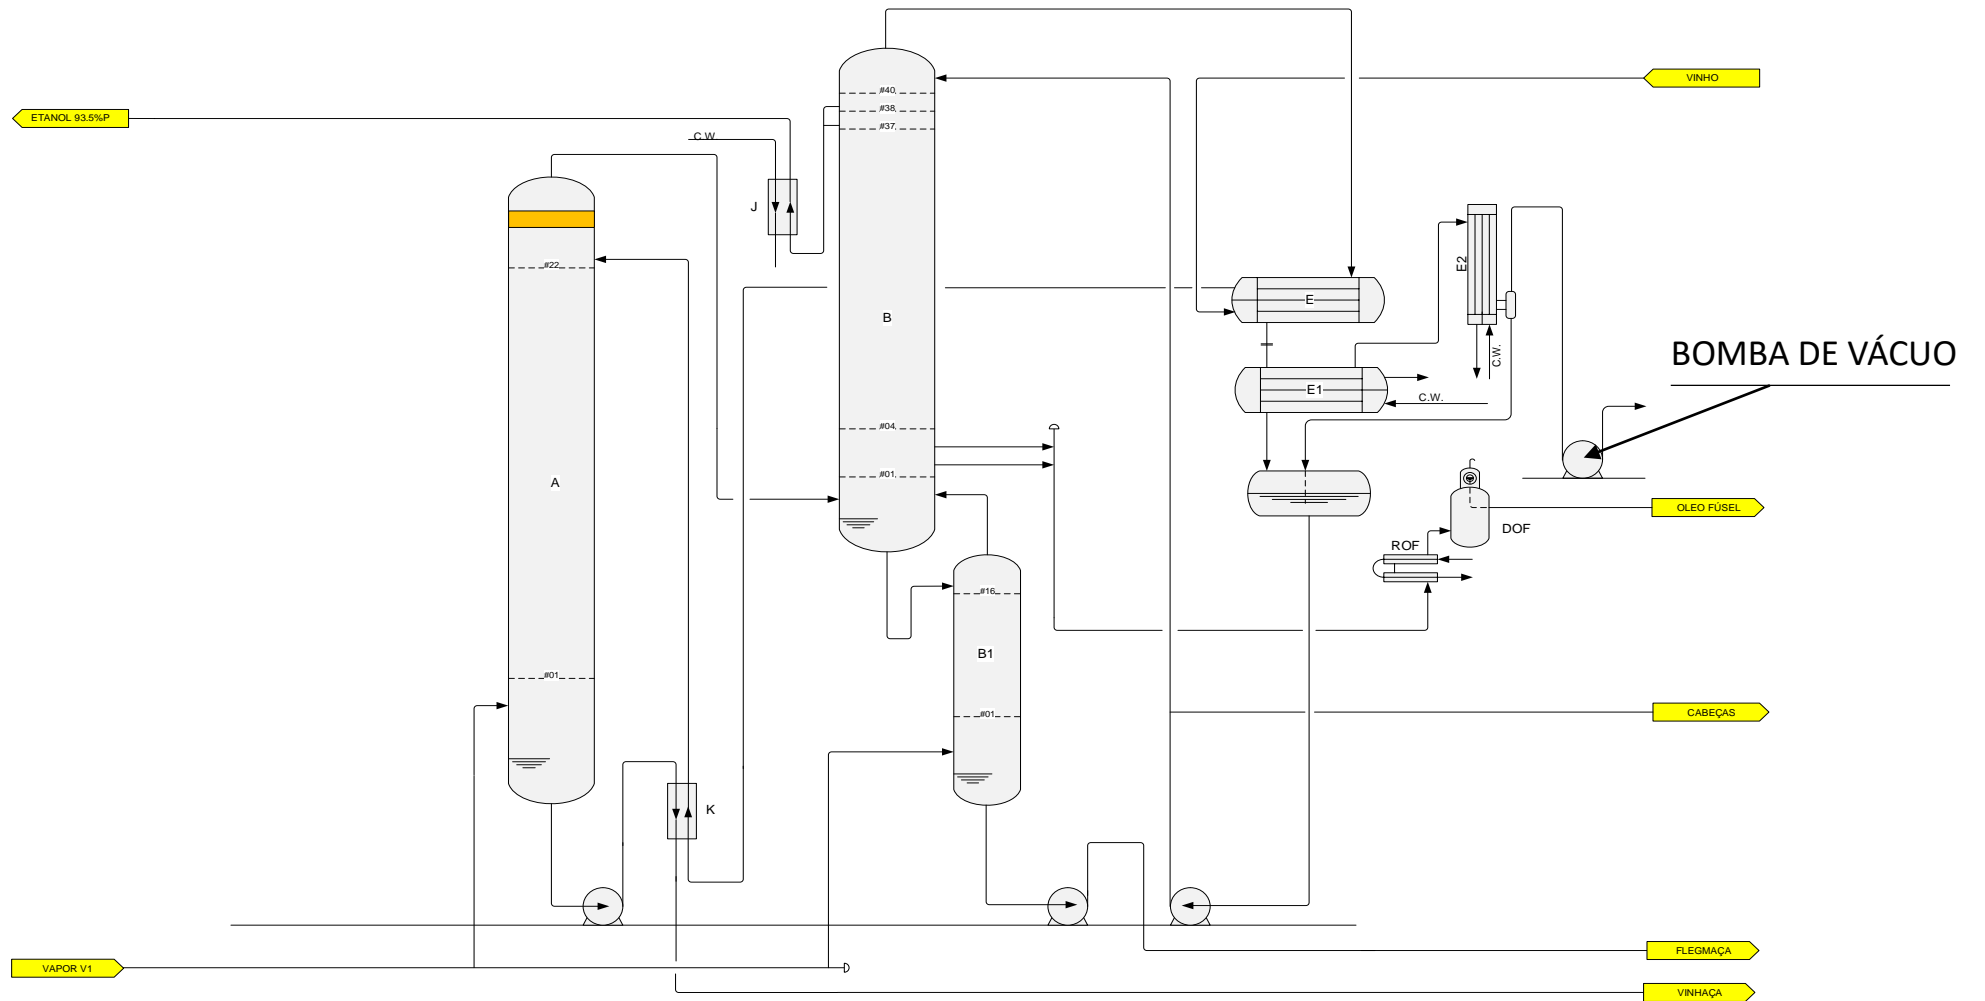 VINHO
#40
#38
#37
ETANOL 93.5%P
C.W.
J
#22
E2
E
B
C.W.
BOMBA DE VÁCUO
E1
C.W.
#04
#01
A
OLEO FÚSEL
DOF
ROF
#16
B1
#01
#01
CABEÇAS
K
FLEGMAÇA
VAPOR V1
VINHAÇA